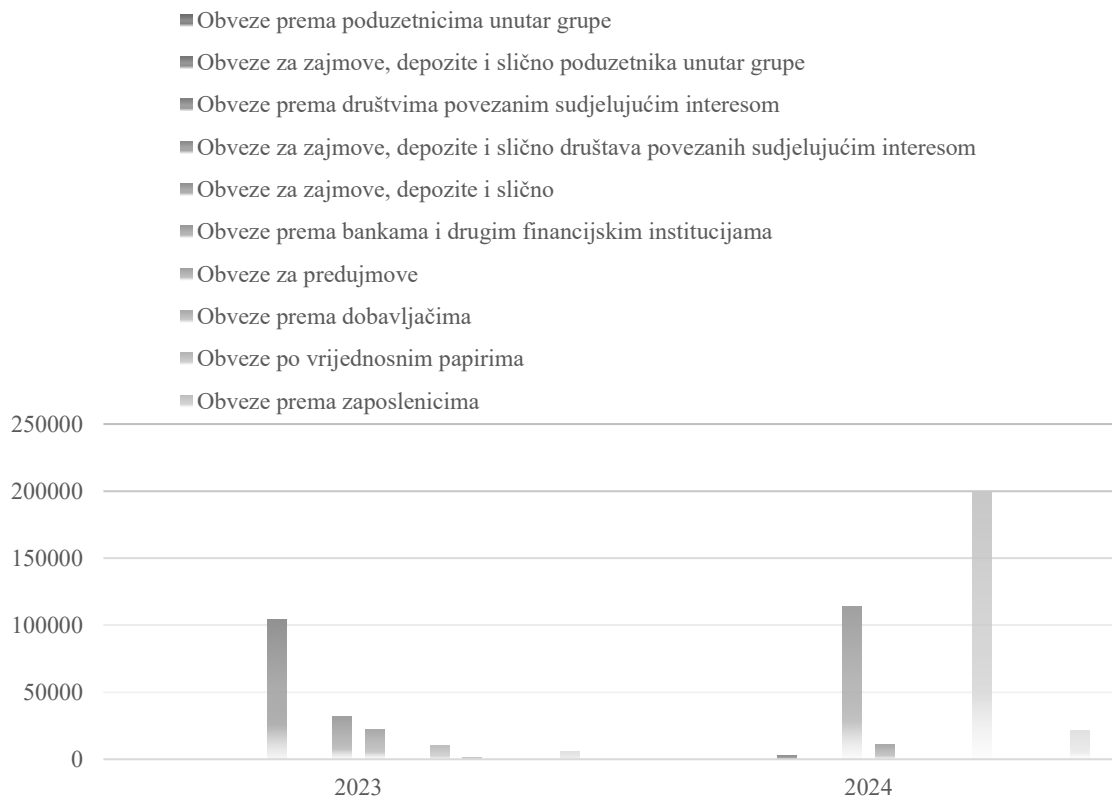 Obveze prema poduzetnicima unutar grupe
Obveze za zajmove, depozite i slično poduzetnika unutar grupe
Obveze prema društvima povezanim sudjelujućim interesom
Obveze za zajmove, depozite i slično društava povezanih sudjelujućim interesom
Obveze za zajmove, depozite i slično
Obveze prema bankama i drugim financijskim institucijama
Obveze za predujmove
Obveze prema dobavljačima
Obveze po vrijednosnim papirima
Obveze prema zaposlenicima
250000
200000
150000
100000
50000
0
2023 2024